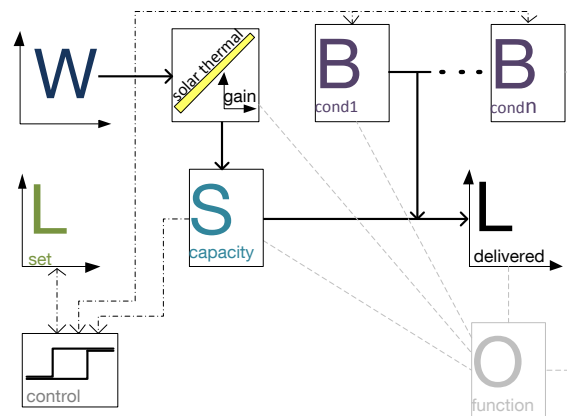 W
solar thermal
gain
B
cond1
B
condn
L
set
S
capacity
L
delivered
control
O
function